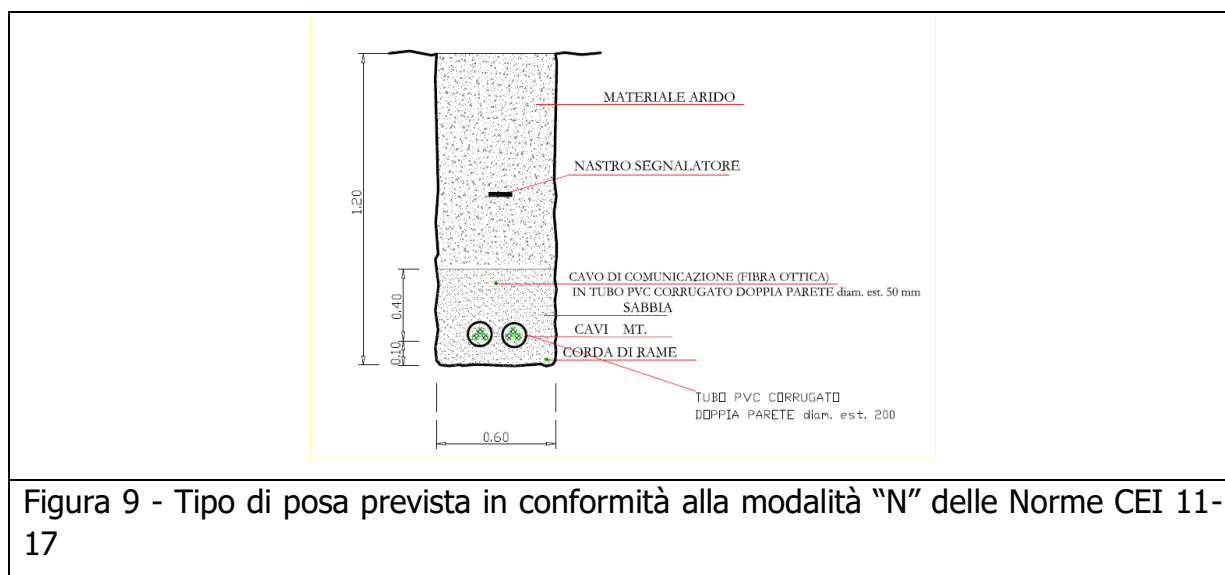 MATERIALE ARIDO
NASTRO SEGNALATORE
1.20
CAVO DI COMUNICAZIONE (FIBRA OTTICA)
IN TUBO PVC CORRUGATO DOPPIA PARETE diam. est. 50 mm
SABBIA
0.40
CAVI MT.
0.10
CORDA DI RAME
TUBO PVC CORRUGATO
DOPPIA PARETE diam. est. 200
0.60
Figura 9 - Tipo di posa prevista in conformità alla modalità “N” delle Norme CEI 11-
17